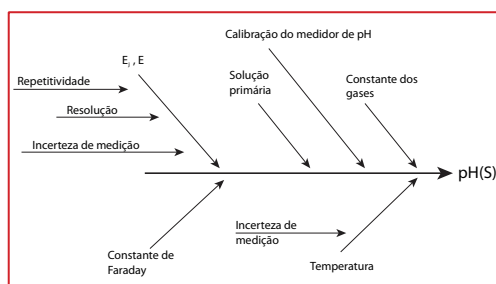 Calibração do medidor de pH
Eᵢ , E
Solução
primária
Constante dos
gases
Repetitividade
Resolução
Incerteza de medição
pH(S)
Incerteza de
medição
Constante de
Faraday
Temperatura